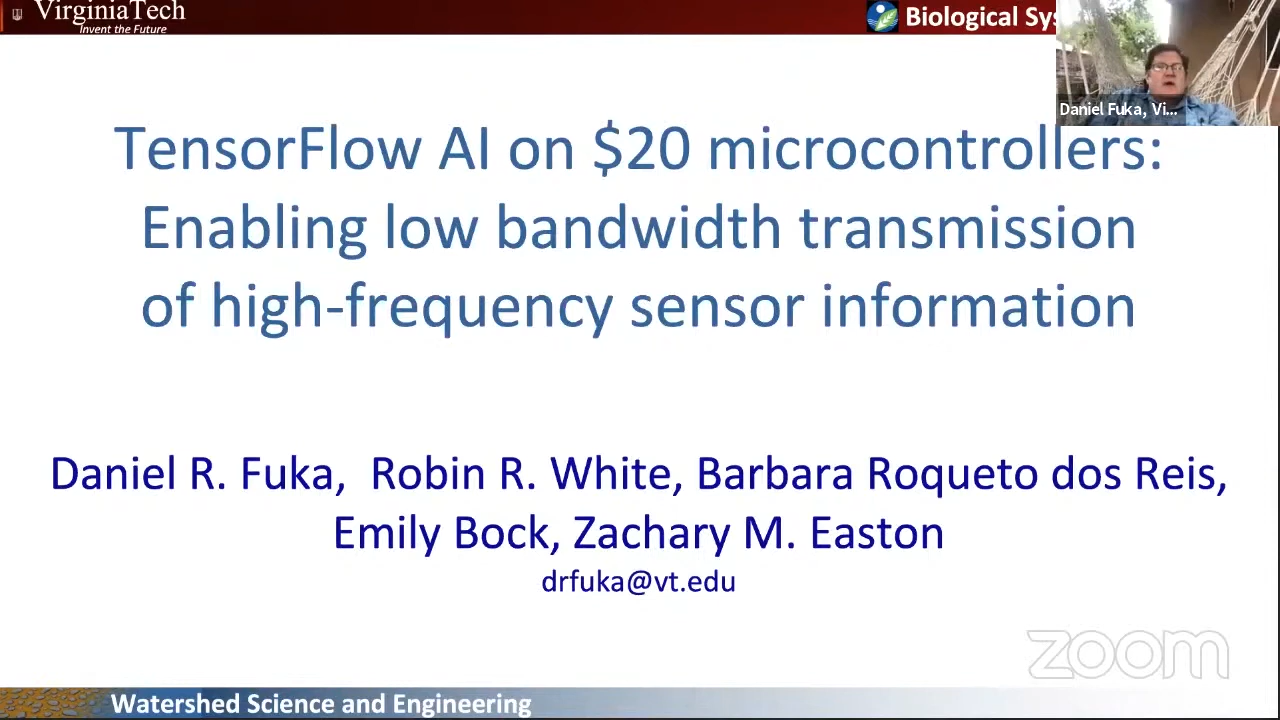 VirginiaTech
Invent the Future
Biological Sys
Daniel Fuka, Vi...
TensorFlow AI on $20 microcontrollers:
Enabling low bandwidth transmission
of high-frequency sensor information
Daniel R. Fuka, Robin R. White, Barbara Roqueto dos Reis,
Emily Bock, Zachary M. Easton
drfuka@vt.edu
zoom
Watershed Science and Engineering